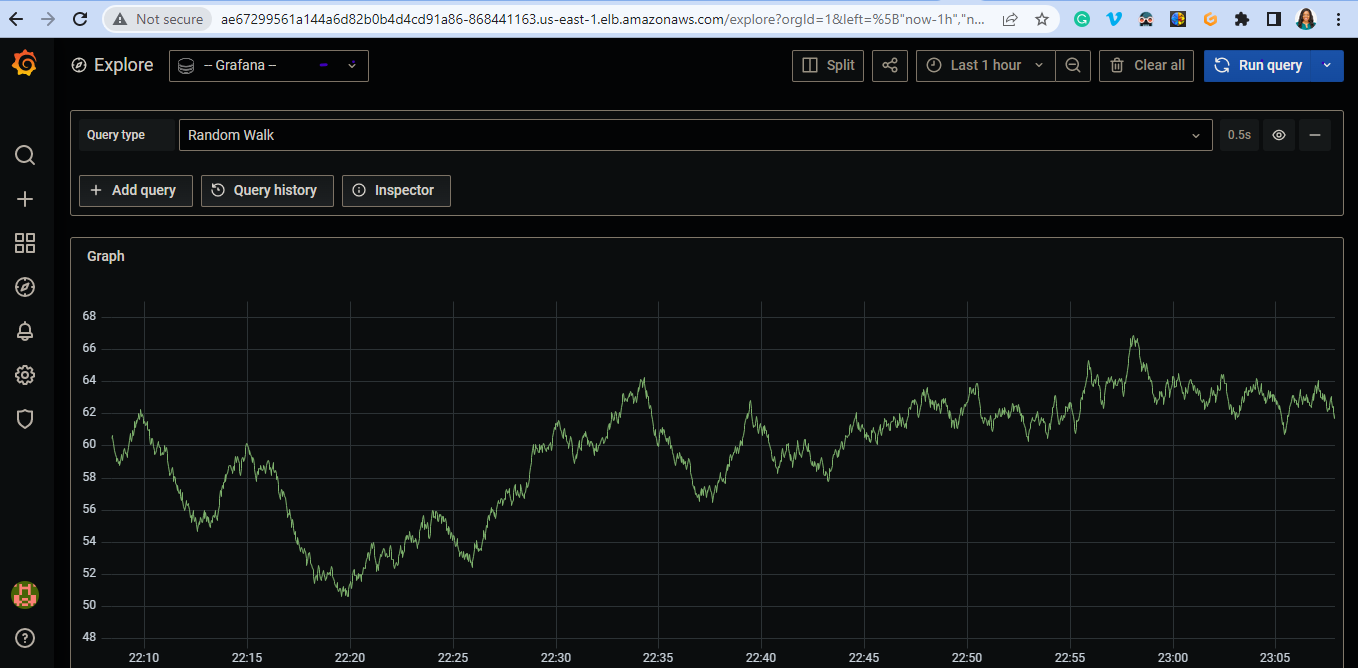 Not secure
ae67299561a144a6d82b0b4d4cd91a86-868441163.us-east-1.elb.amazonaws.com/explore?orgId=1&left=%5B"now-1h","n...
Explore
-- Grafana --
Split
Last 1 hour
Clear all
Run query
Query type
Random Walk
0.5s
Add query
Query history
Inspector
Graph
68
66
64
62
60
58
56
54
52
50
48
22:10 22:15 22:20 22:25 22:30 22:35 22:40 22:45 22:50 22:55 23:00 23:05